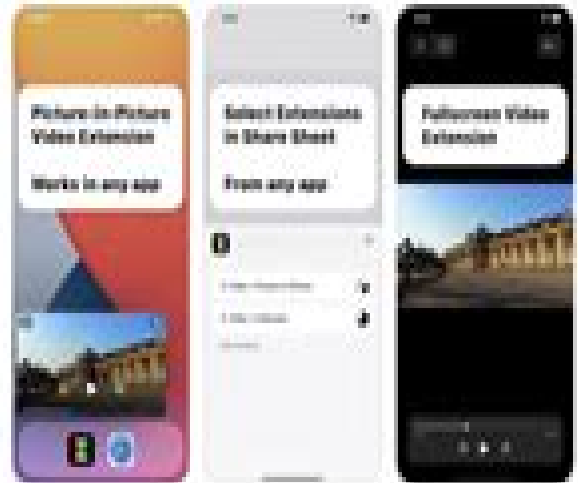 Picture-in-Picture
Video Extension
Works in any app
Select Extensions
in Share Sheet
From any app
Fullscreen Video
Extension